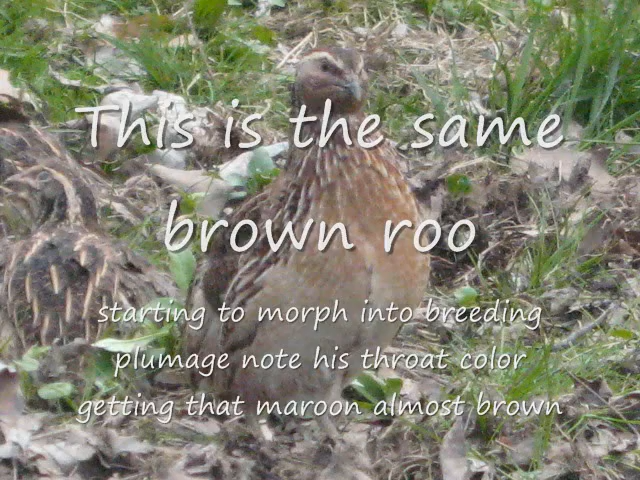 This is the same
brown roo
starting to morph into breeding
plumage note his throat color
getting that maroon almost brown